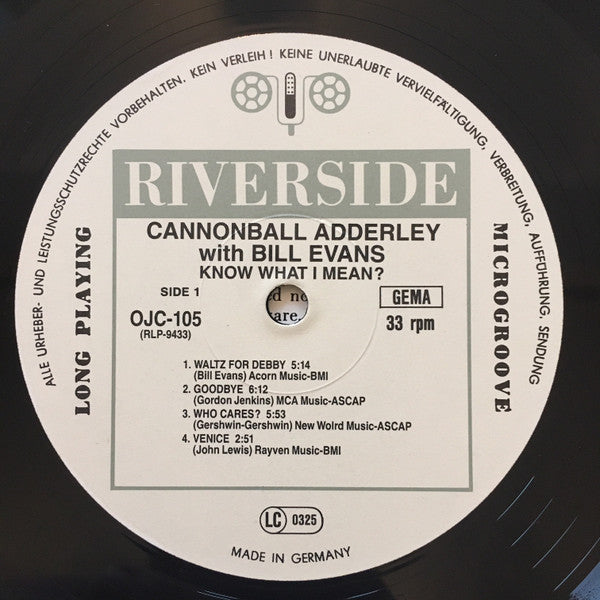 ALLE URHEBER- UND LEISTUNGSSCHUTZRECHTE VORBEHALTEN. KEIN VERLEIH! KEINE UNERLAUBTE VERVIELFÄLTIGUNG, VERBREITUNG, AUFFÜHRUNG, SENDUNG
RIVERSIDE
LONG PLAYING
MICROGROOVE
CANNONBALL ADDERLEY
with BILL EVANS
KNOW WHAT I MEAN?
SIDE 1
GEMA
OJC-105
33 rpm
(RLP-9433)
1. WALTZ FOR DEBBY 5:14
(Bill Evans) Acorn Music-BMI
2. GOODBYE 6:12
(Gordon Jenkins) MCA Music-ASCAP
3. WHO CARES? 5:53
(Gershwin-Gershwin) New Woird Music-ASCAP
4. VENICE 2:51
(John Lewis) Rayven Music-BMI
LC 0325
MADE IN GERMANY